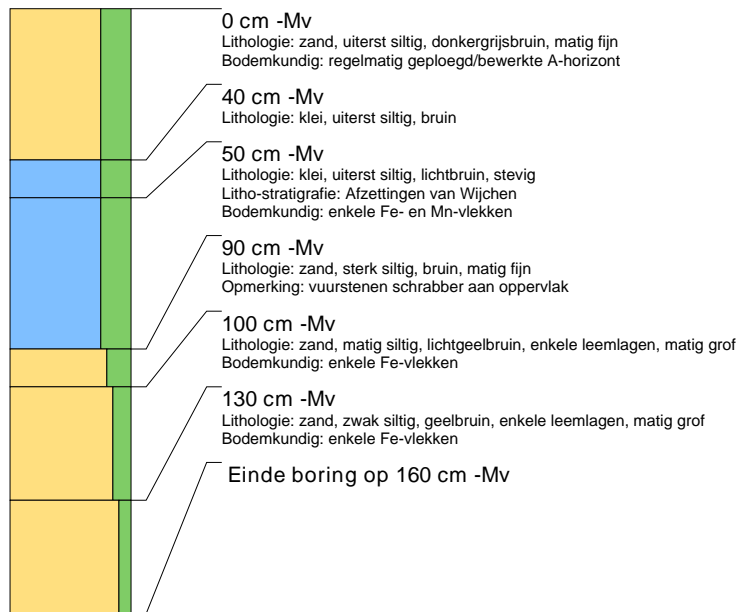 0 cm -Mv
Lithologie: zand, uiterst siltig, donkergrijsbruin, matig fijn
Bodemkundig: regelmatig geploegd/bewerkte A-horizont
40 cm -Mv
Lithologie: klei, uiterst siltig, bruin
50 cm -Mv
Lithologie: klei, uiterst siltig, lichtbruin, stevig
Litho-stratigrafie: Afzettingen van Wijchen
Bodemkundig: enkele Fe- en Mn-vlekken
90 cm -Mv
Lithologie: zand, sterk siltig, bruin, matig fijn
Opmerking: vuurstenen schrabber aan oppervlak
100 cm -Mv
Lithologie: zand, matig siltig, lichtgeelbruin, enkele leemlagen, matig grof
Bodemkundig: enkele Fe-vlekken
130 cm -Mv
Lithologie: zand, zwak siltig, geelbruin, enkele leemlagen, matig grof
Bodemkundig: enkele Fe-vlekken
Einde boring op 160 cm -Mv